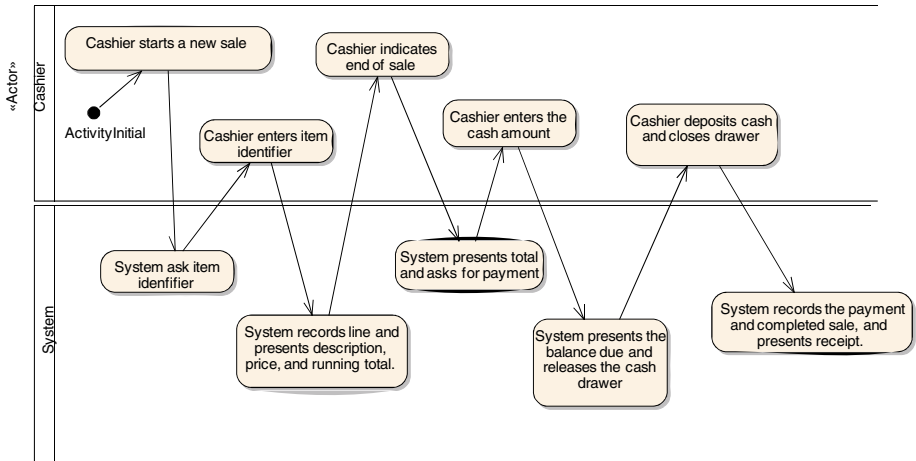 «Actor»
Cashier
Cashier starts a new sale
ActivityInitial
Cashier enters item
identifier
Cashier indicates
end of sale
Cashier enters the
cash amount
Cashier deposits cash
and closes drawer
System
System ask item
idenfifier
System records line and
presents description,
price, and running total.
System presents total
and asks for payment
System presents the
balance due and
releases the cash
drawer
System records the payment
and completed sale, and
presents receipt.